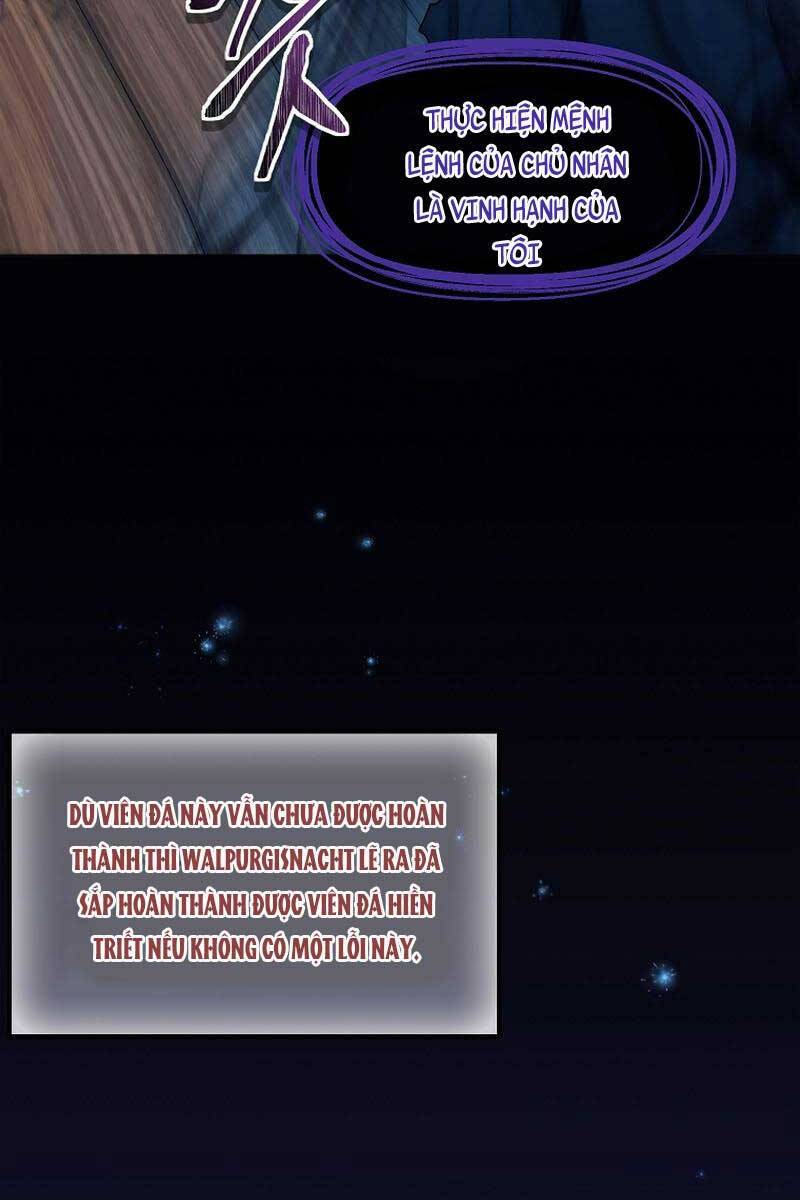 THỰC HIỆN MỆNH
LỆNH CỦA CHỦ NHÂN
LÀ VINH HẠNH CỦA
TÔI
DÙ VIÊN ĐÁ NÀY VẪN CHƯA ĐƯỢC HOÀN
THÀNH THÌ WALPURGISNACHT LẼ RA ĐÃ
SẮP HOÀN THÀNH ĐƯỢC VIÊN ĐÁ HIỀN
TRIẾT NẾU KHÔNG CÓ MỘT LỖI NÀY.